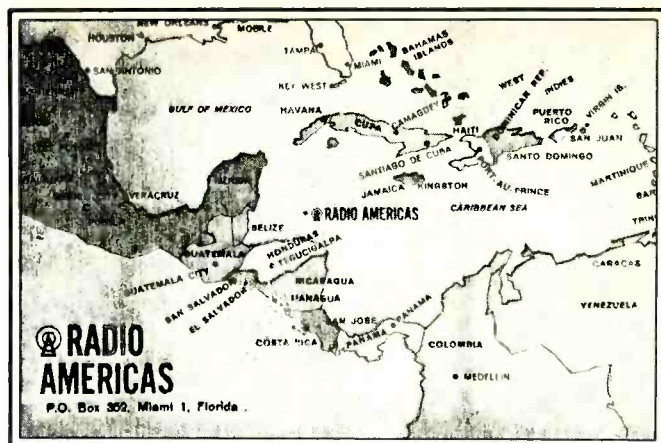 NEW ORLEANS
MOBILE
HOUSTON
SAN ANTONIO
TAMPA
MIAMI
BAHAMAS
ISLANDS
KEY WEST
GULF OF MEXICO
HAVANA
CUBA
CAMAGUEY
WEST INDIES
DOMINICAN REP.
HAITI
PUERTO
RICO
VIRGIN IS.
SAN JUAN
SANTIAGO DE CUBA
SANTO DOMINGO
PORT-AU-PRINCE
JAMAICA
KINGSTON
MARTINIQUE
VERACRUZ
RADIO AMERICAS
CARIBBEAN SEA
BELIZE
HONDURAS
TEGUCIGALPA
GUATEMALA
GUATEMALA CITY
SAN SALVADOR
EL SALVADOR
NICARAGUA
MANAGUA
CARACAS
VENEZUELA
SAN JOSE
COSTA RICA
PANAMA
PANAMA
COLOMBIA
MEDELLIN
RADIO
AMERICAS
P.O. Box 352, Miami 1, Florida